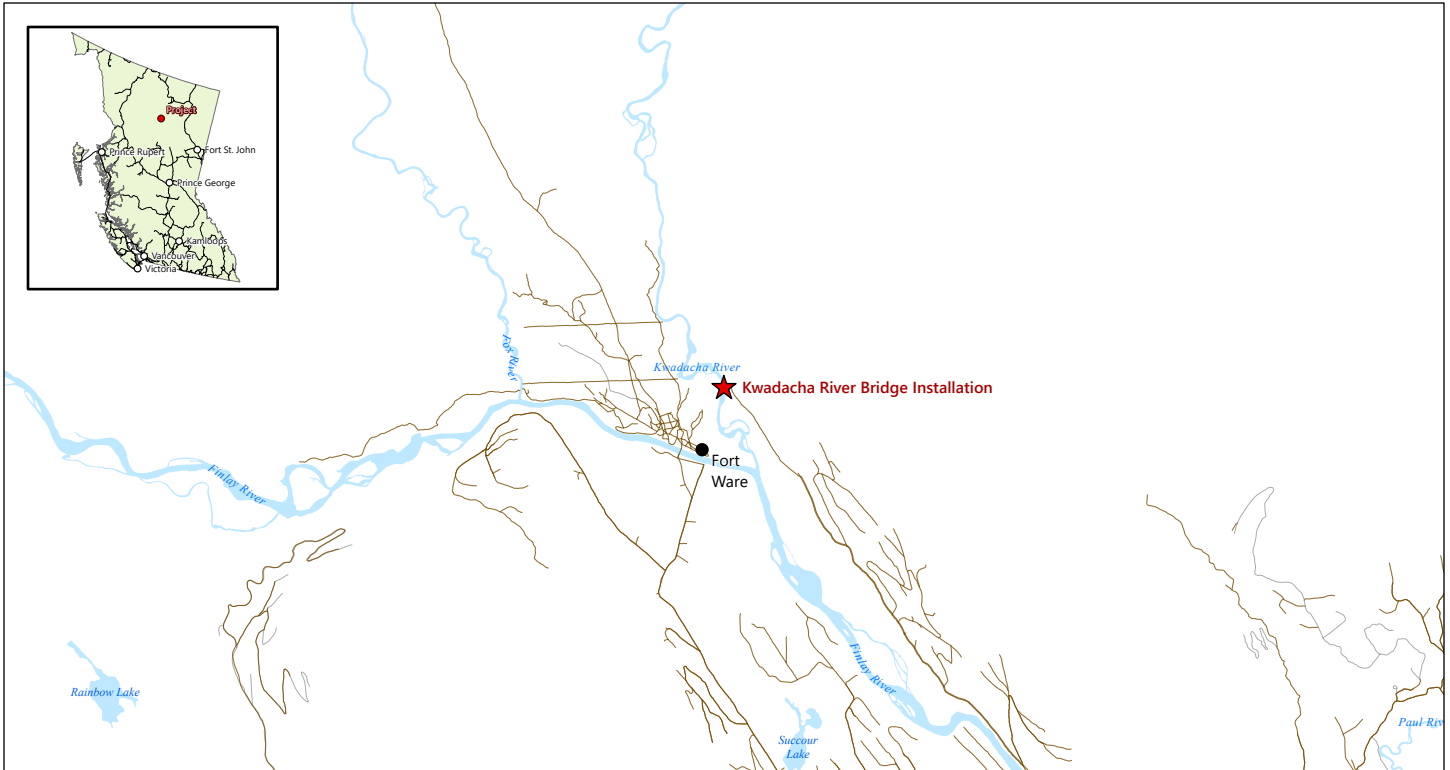 Project
Prince Rupert
Fort St. John
Prince George
Kamloops
Vancouver
Victoria
Fox River
Kwadacha River
Kwadacha River Bridge Installation
Fort
Ware
Finlay River
Finlay River
Rainbow Lake
Succour
Lake
Paul Riv